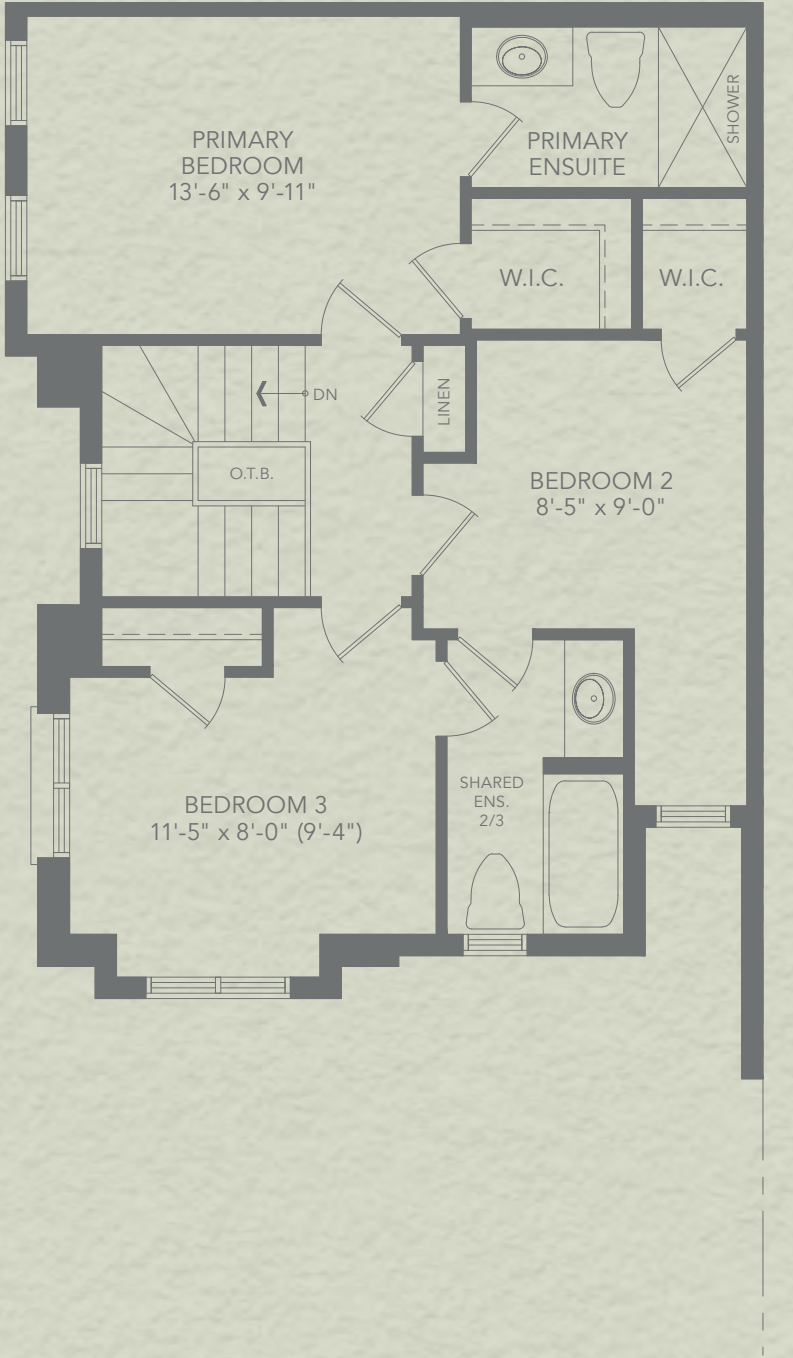 PRIMARY
BEDROOM
13'-6" x 9'-11"
PRIMARY
ENSUITE
SHOWER
W.I.C.
W.I.C.
DN
LINEN
O.T.B.
BEDROOM 2
8'-5" x 9'-0"
BEDROOM 3
11'-5" x 8'-0" (9'-4")
SHARED
ENS.
2/3